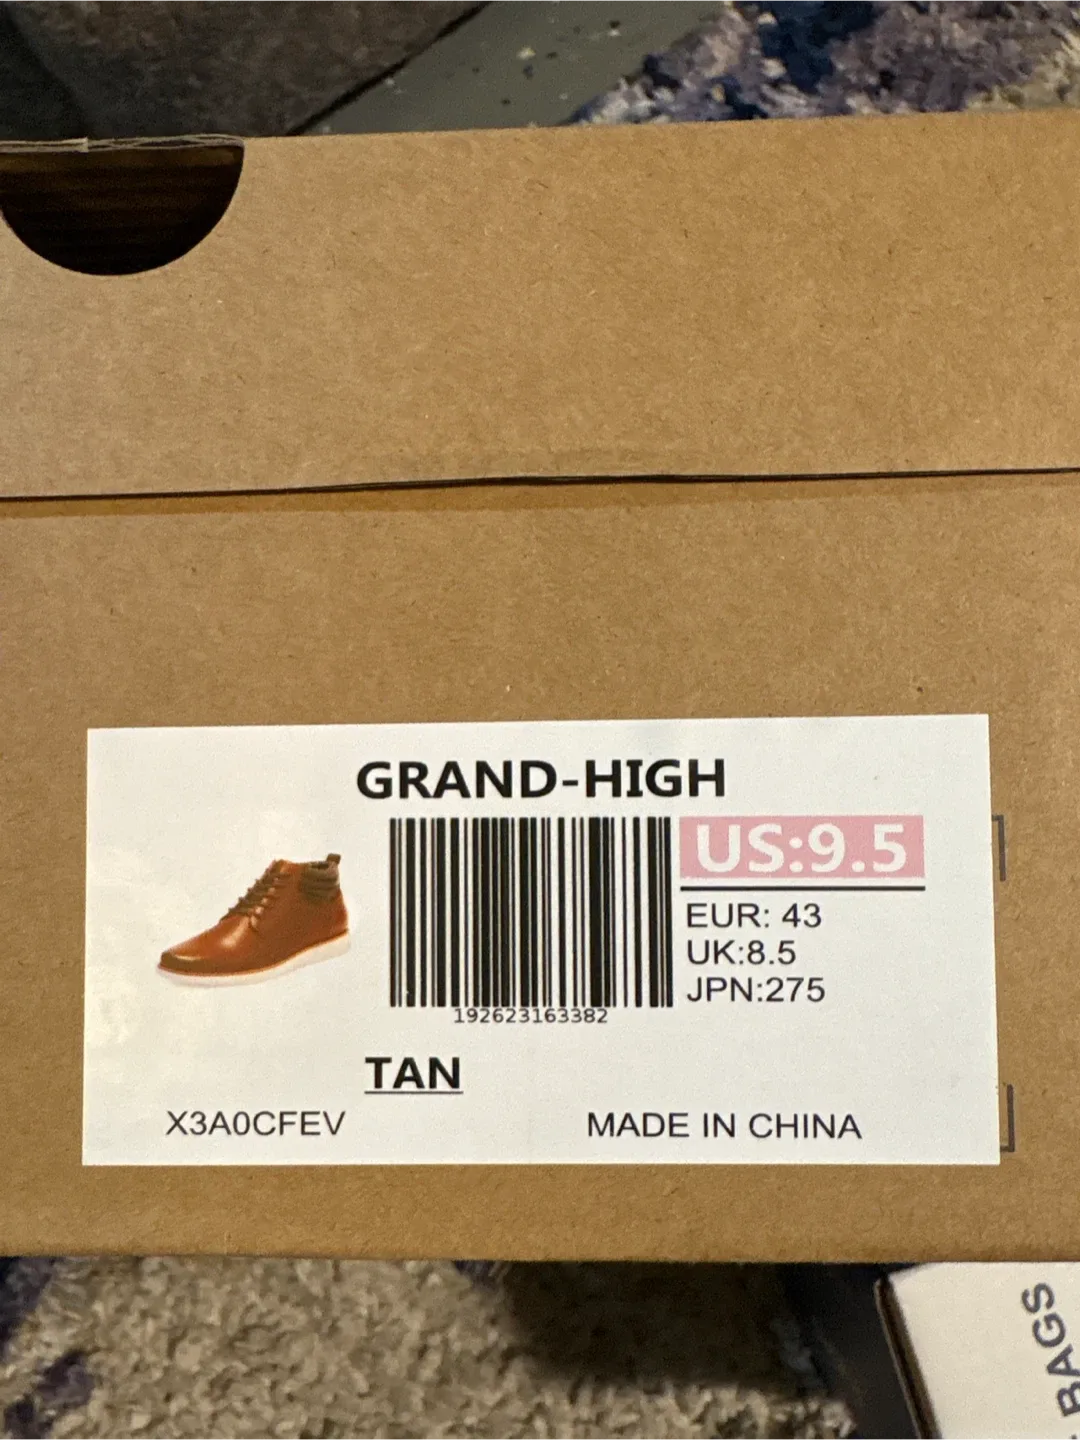 GRAND-HIGH
US:9.5
EUR: 43
UK:8.5
JPN:275
192623163382
TAN
X3A0CFEV
MADE IN CHINA
BAGS